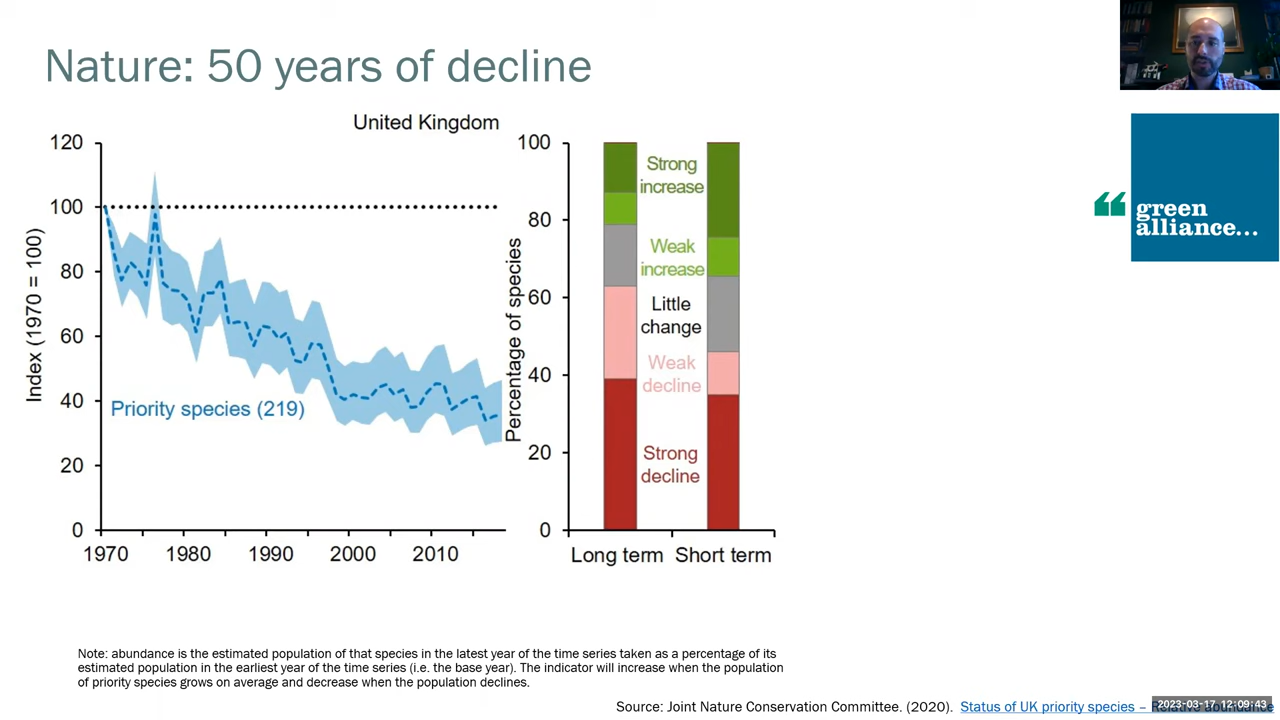 Nature: 50 years of decline
United Kingdom
120
100
80
60
40
20
0
Index (1970 = 100)
Priority species (219)
1970
1980
1990
2000
2010
100
80
60
40
20
0
Percentage of species
Strong
increase
Weak
increase
Little
change
Weak
decline
Strong
decline
Long term
Short term
green
alliance...
Note: abundance is the estimated population of that species in the latest year of the time series taken as a percentage of its
estimated population in the earliest year of the time series (i.e. the base year). The indicator will increase when the population
of priority species grows on average and decrease when the population declines.
Source: Joint Nature Conservation Committee. (2020). Status of UK priority species – Relative abundance
2023-03-17 12:09:43